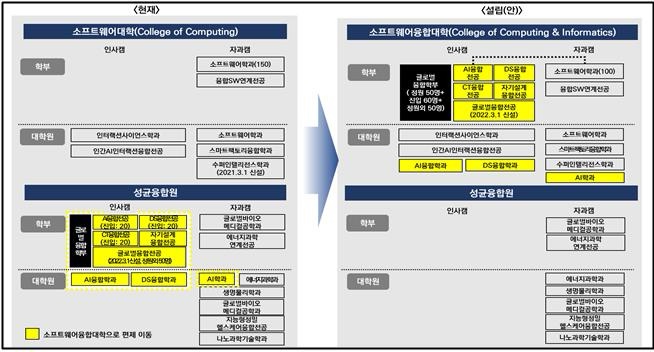 <현재>
소프트웨어대학(College of Computing)
인사캠
자과캠
학부
소프트웨어학과(150)
융합SW연계전공
대학원
인터랙션사이언스학과
인간AI인터랙션융합전공
소프트웨어학과
스마트팩토리융합학과
수퍼인텔리전스학과
(2021.3.1 신설)
성균융합원
인사캠
자과캠
학부
글로벌융합학부
AI융합전공
(진입: 20)
DS융합전공
(진입: 20)
CT융합전공
(진입: 20)
자기설계
융합전공
글로벌융합전공
(2022.3.1신설, 정원외50명)
글로벌바이오
메디컬공학과
에너지과학
연계전공
대학원
AI융합학과
DS융합학과
AI학과
에너지과학과
생명물리학과
글로벌바이오
메디컬공학과
지능형정밀
헬스케어융합전공
나노과학기술학과
소프트웨어융합대학으로 편제 이동
<설립(안)>
소프트웨어융합대학(College of Computing & Informatics)
인사캠
자과캠
학부
글로벌
융합학부
( 정원 50명+
진입 60명+
정원외 50명)
AI융합
전공
DS융합
전공
CT융합
전공
자기설계
융합전공
글로벌융합전공
(2022.3.1 신설)
소프트웨어학과(100)
융합SW연계전공
대학원
인터랙션사이언스학과
인간AI인터랙션융합전공
AI융합학과
DS융합학과
소프트웨어학과
스마트팩토리융합학과
수퍼인텔리전스학과
AI학과
성균융합원
인사캠
자과캠
학부
글로벌바이오
메디컬공학과
에너지과학
연계전공
대학원
에너지과학과
생명물리학과
글로벌바이오
메디컬공학과
지능형정밀
헬스케어융합전공
나노과학기술학과